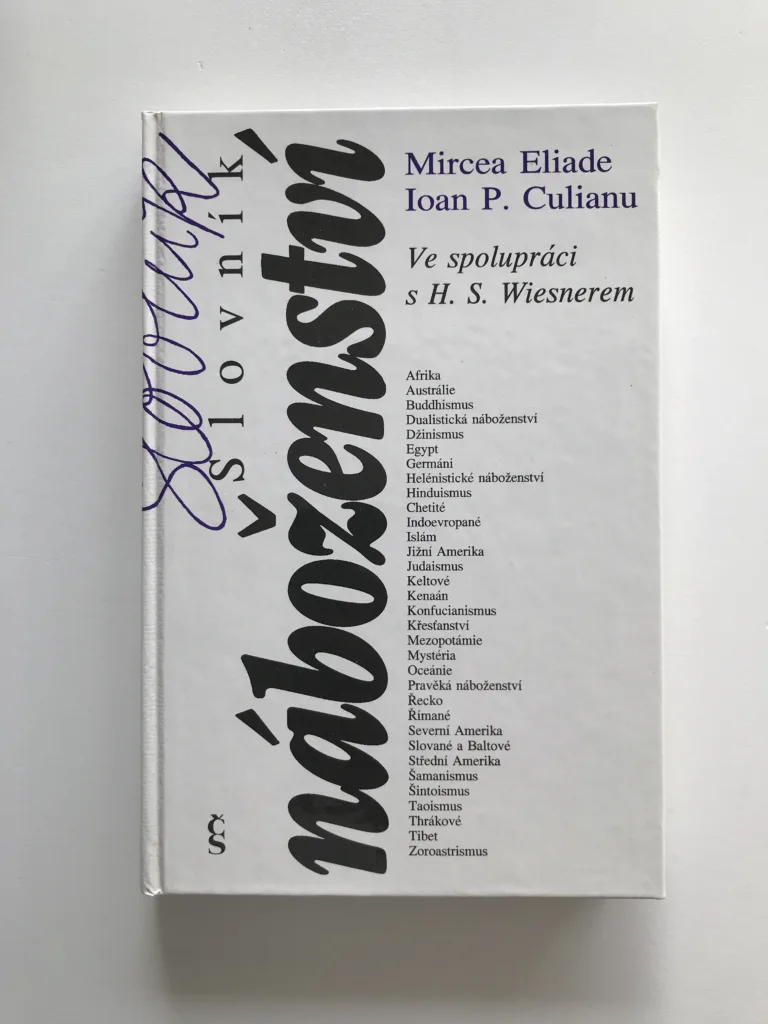 Slovník
Slovník
náboženství
Mircea Eliade
Ioan P. Culianu
Ve spolupráci
s H. S. Wiesnerem
Afrika
Austrálie
Buddhismus
Dualistická náboženství
Džinismus
Egypt
Germáni
Helénistické náboženství
Hinduismus
Chetité
Indoevropané
Islám
Jižní Amerika
Judaismus
Keltové
Kenaán
Konfucianismus
Křesťanství
Mezopotámie
Mystéria
Oceánie
Pravěká náboženství
Řecko
Římané
Severní Amerika
Slované a Baltové
Střední Amerika
Šamanismus
Šintoismus
Taoismus
Thrákové
Tibet
Zoroastrismus
ČS